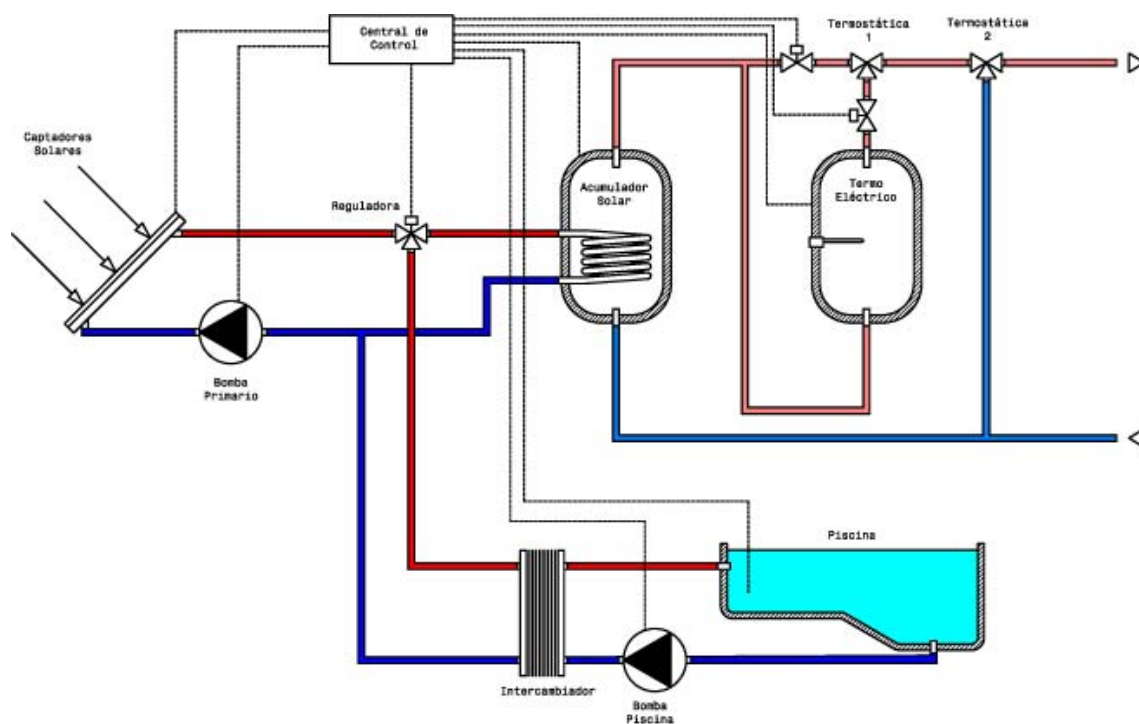 Central de
Control
Termostática
1
Termostática
2
Captadores
Solares
Reguladora
Acumulador
Solar
Termo
Eléctrico
Bomba
Primario
Piscina
Intercambiador
Bomba
Piscina